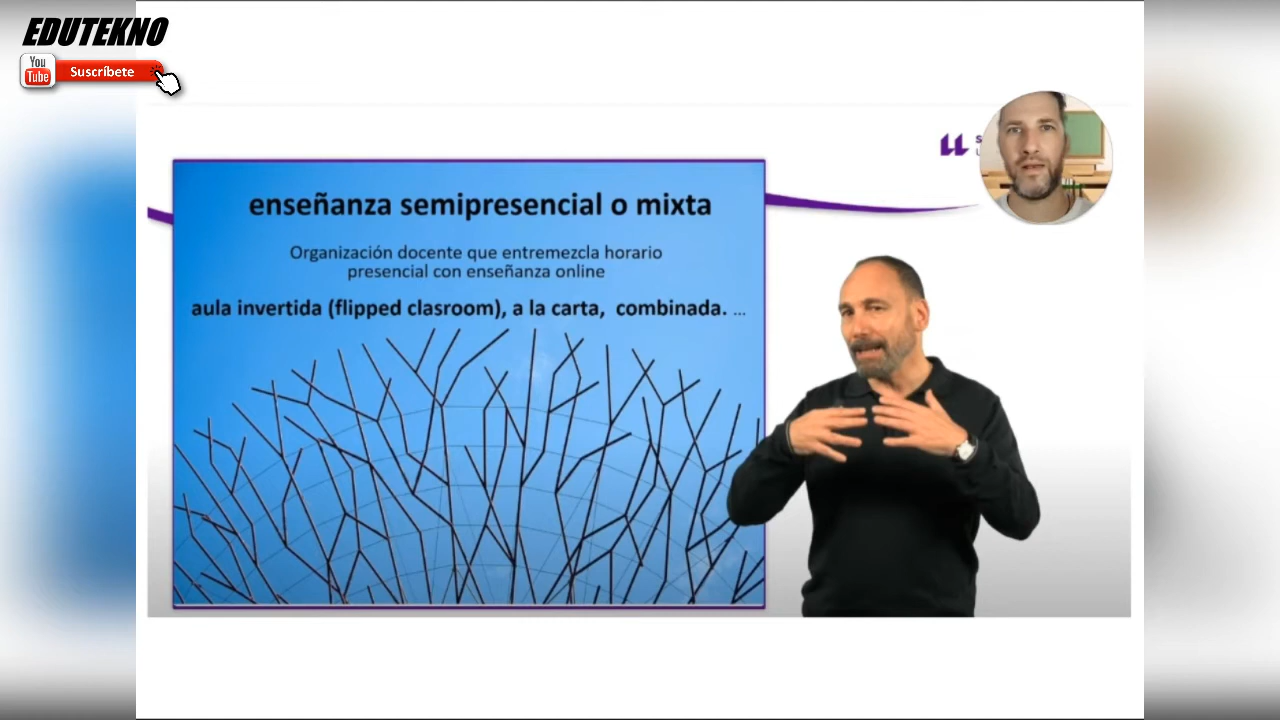 EDUTEKNO
You
Tube
Suscríbete
enseñanza semipresencial o mixta
Organización docente que entremezcla horario
presencial con enseñanza online
aula invertida (flipped clasroom), a la carta, combinada. ...